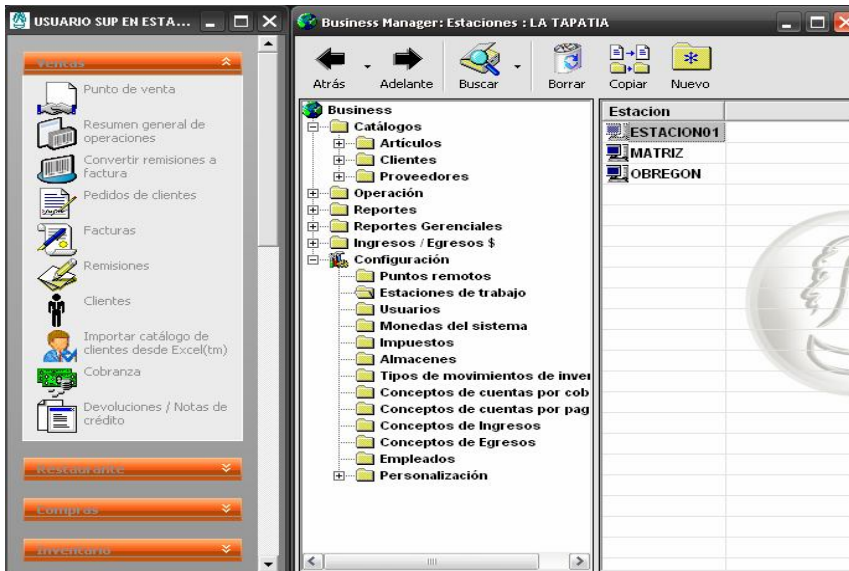 USUARIO SUP EN ESTA...
Ventas
Punto de venta
Resumen general de
operaciones
Convertir remisiones a
factura
Pedidos de clientes
Facturas
Remisiones
Clientes
Importar catálogo de
clientes desde Excel(tm)
Cobranza
Devoluciones / Notas de
crédito
Restaurante
Compras
Inventario
Business Manager: Estaciones : LA TAPATIA
Atrás
Adelante
Buscar
Borrar
Copiar
Nuevo
Business
Catálogos
Artículos
Clientes
Proveedores
Operación
Reportes
Reportes Gerenciales
Ingresos / Egresos $
Configuración
Puntos remotos
Estaciones de trabajo
Usuarios
Monedas del sistema
Impuestos
Almacenes
Tipos de movimientos de inver
Conceptos de cuentas por cob
Conceptos de cuentas por pag
Conceptos de Ingresos
Conceptos de Egresos
Empleados
Personalización
Estacion
ESTACION01
MATRIZ
OBREGON